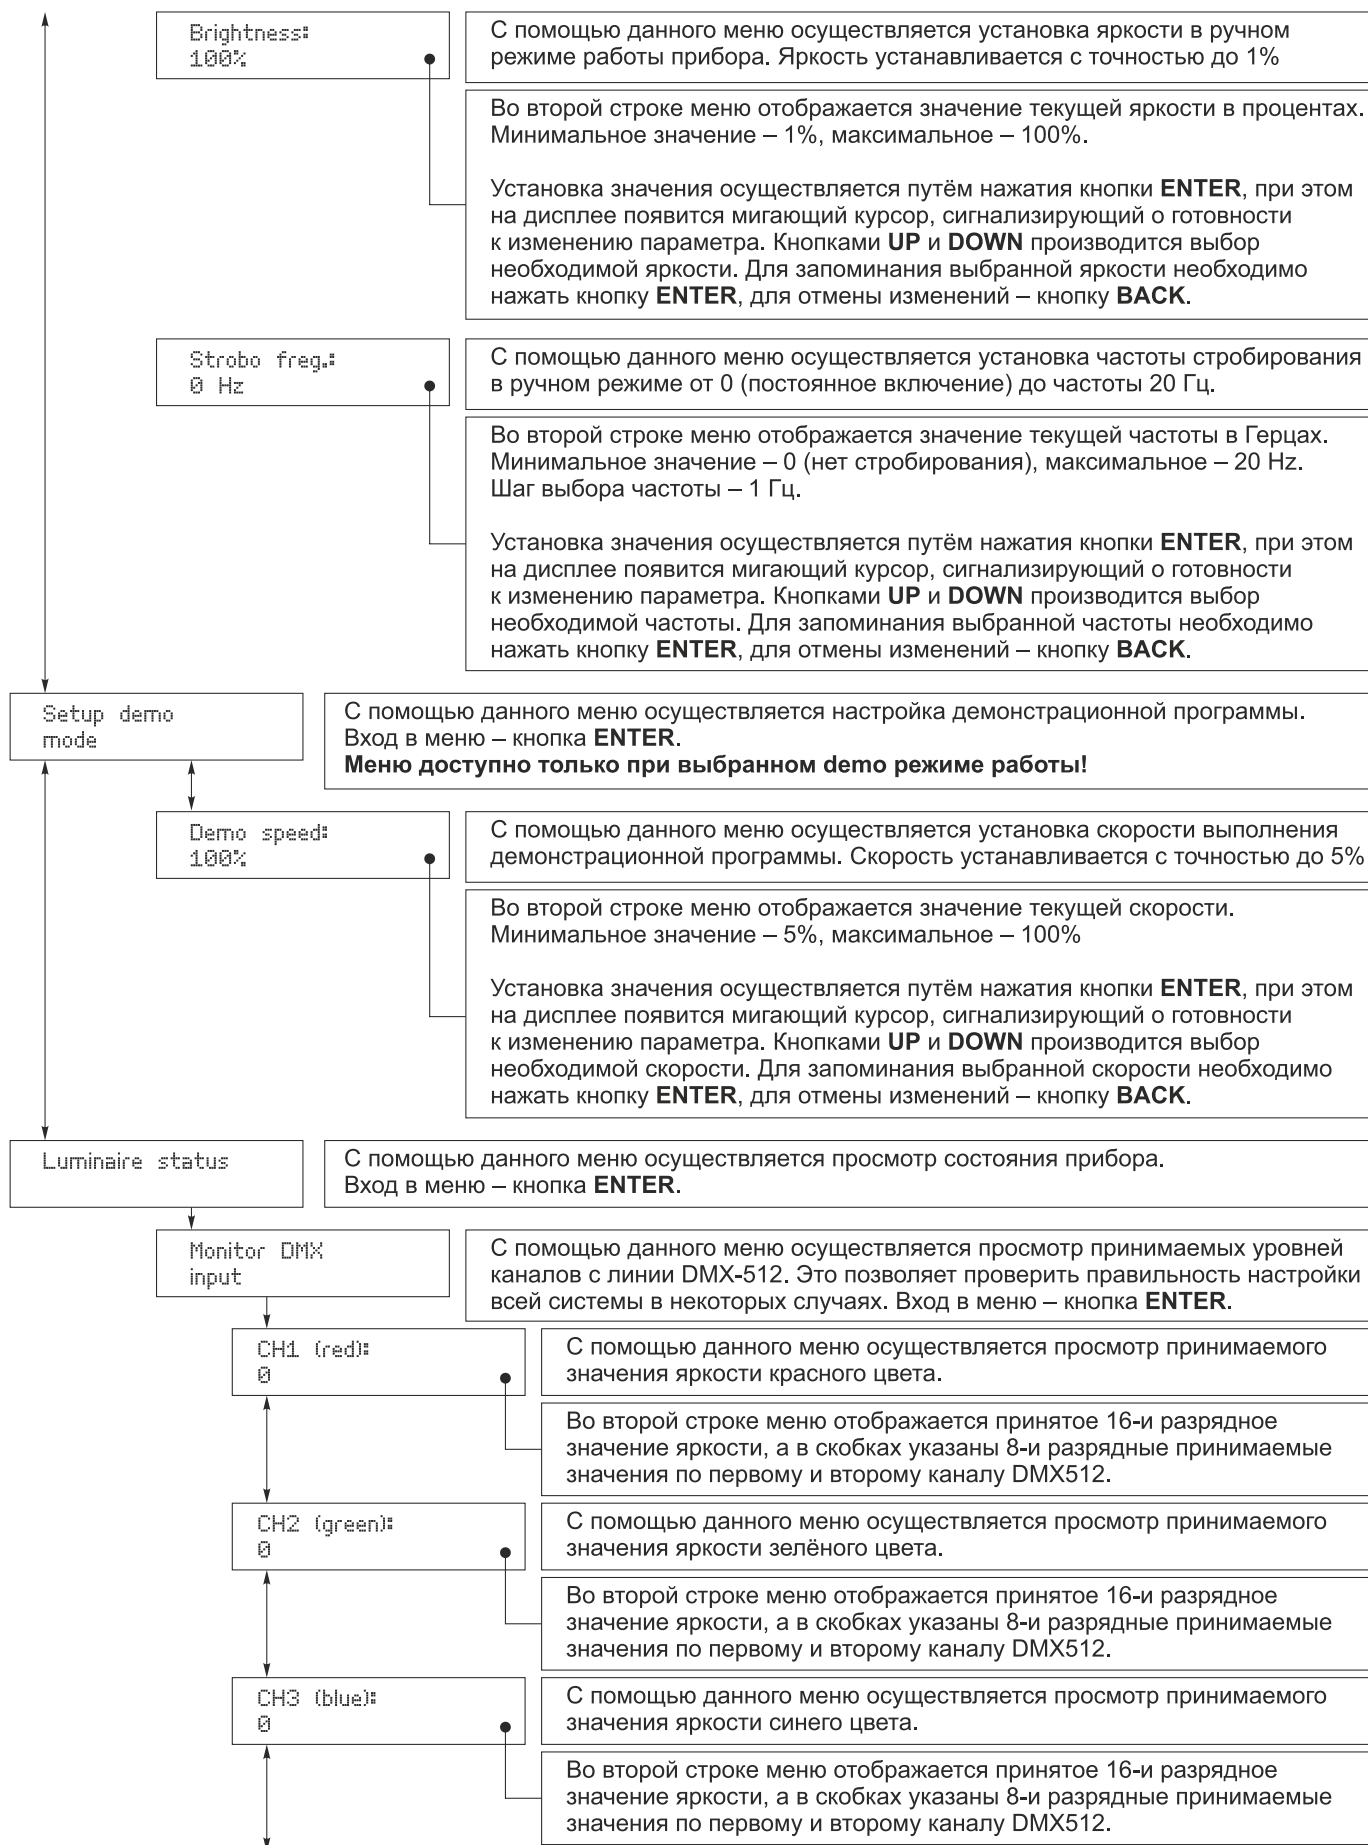 Brightness:
100%
С помощью данного меню осуществляется установка яркости в ручном
режиме работы прибора. Яркость устанавливается с точностью до 1%
Во второй строке меню отображается значение текущей яркости в процентах.
Минимальное значение – 1%, максимальное – 100%.
Установка значения осуществляется путём нажатия кнопки ENTER, при этом
на дисплее появится мигающий курсор, сигнализирующий о готовности
к изменению параметра. Кнопками UP и DOWN производится выбор
необходимой яркости. Для запоминания выбранной яркости необходимо
нажать кнопку ENTER, для отмены изменений – кнопку BACK.
Strobo freg.:
0 Hz
С помощью данного меню осуществляется установка частоты стробирования
в ручном режиме от 0 (постоянное включение) до частоты 20 Гц.
Во второй строке меню отображается значение текущей частоты в Герцах.
Минимальное значение – 0 (нет стробирования), максимальное – 20 Hz.
Шаг выбора частоты – 1 Гц.
Установка значения осуществляется путём нажатия кнопки ENTER, при этом
на дисплее появится мигающий курсор, сигнализирующий о готовности
к изменению параметра. Кнопками UP и DOWN производится выбор
необходимой частоты. Для запоминания выбранной частоты необходимо
нажать кнопку ENTER, для отмены изменений – кнопку BACK.
Setup demo
mode
С помощью данного меню осуществляется настройка демонстрационной программы.
Вход в меню – кнопка ENTER.
Меню доступно только при выбранном demo режиме работы!
Demo speed:
100%
С помощью данного меню осуществляется установка скорости выполнения
демонстрационной программы. Скорость устанавливается с точностью до 5%
Во второй строке меню отображается значение текущей скорости.
Минимальное значение – 5%, максимальное – 100%
Установка значения осуществляется путём нажатия кнопки ENTER, при этом
на дисплее появится мигающий курсор, сигнализирующий о готовности
к изменению параметра. Кнопками UP и DOWN производится выбор
необходимой скорости. Для запоминания выбранной скорости необходимо
нажать кнопку ENTER, для отмены изменений – кнопку BACK.
Luminaire status
С помощью данного меню осуществляется просмотр состояния прибора.
Вход в меню – кнопка ENTER.
Monitor DMX
input
С помощью данного меню осуществляется просмотр принимаемых уровней
каналов с линии DMX-512. Это позволяет проверить правильность настройки
всей системы в некоторых случаях. Вход в меню – кнопка ENTER.
CH1 (red):
0
С помощью данного меню осуществляется просмотр принимаемого
значения яркости красного цвета.
Во второй строке меню отображается принятое 16-и разрядное
значение яркости, а в скобках указаны 8-и разрядные принимаемые
значения по первому и второму каналу DMX512.
CH2 (green):
0
С помощью данного меню осуществляется просмотр принимаемого
значения яркости зелёного цвета.
Во второй строке меню отображается принятое 16-и разрядное
значение яркости, а в скобках указаны 8-и разрядные принимаемые
значения по первому и второму каналу DMX512.
CH3 (blue):
0
С помощью данного меню осуществляется просмотр принимаемого
значения яркости синего цвета.
Во второй строке меню отображается принятое 16-и разрядное
значение яркости, а в скобках указаны 8-и разрядные принимаемые
значения по первому и второму каналу DMX512.